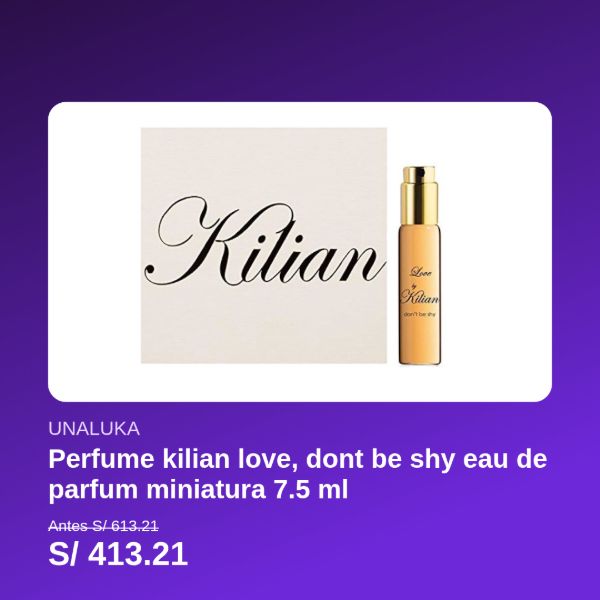 Kilian
Love
by
Kilian
don't be shy
UNALUKA
Perfume kilian love, dont be shy eau de
parfum miniatura 7.5 ml
Antes S/ 613.21
S/ 413.21